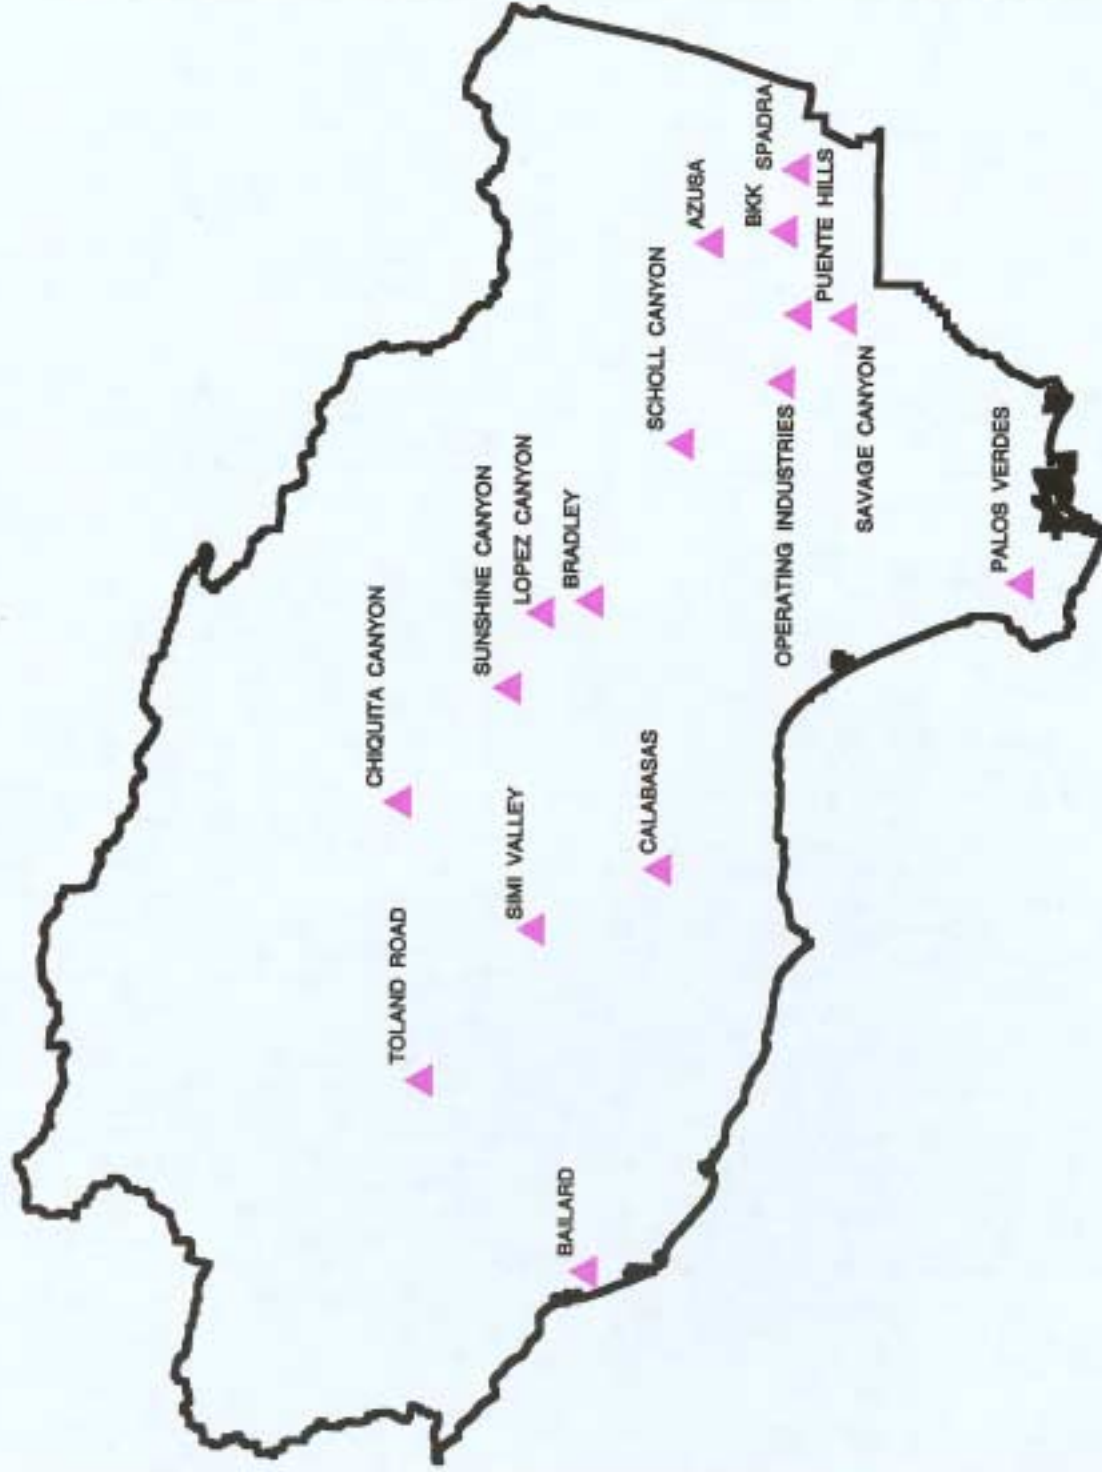 TOLAND ROAD
CHIQUITA CANYON
SIMI VALLEY
SUNSHINE CANYON
LOPEZ CANYON
BRADLEY
BAILARD
CALABASAS
SCHOLL CANYON
AZUSA
BKK
SPADRA
OPERATING INDUSTRIES
PUENTE HILLS
SAVAGE CANYON
PALOS VERDES